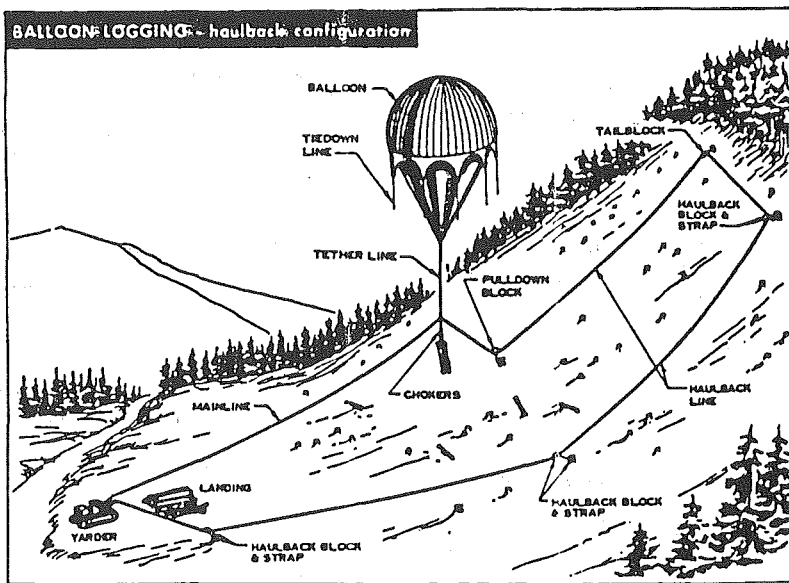 BALLOON LOGGING - haulback configuration
BALLOON
TIEDOWN
LINE
TAILBLOCK
HAULBACK
BLOCK &
STRAP
TETHER LINE
PULLDOWN
BLOCK
MAINLINE
CHOKERS
HAULBACK
LINE
LANDING
YARDER
HAULBACK BLOCK
& STRAP
HAULBACK BLOCK
& STRAP